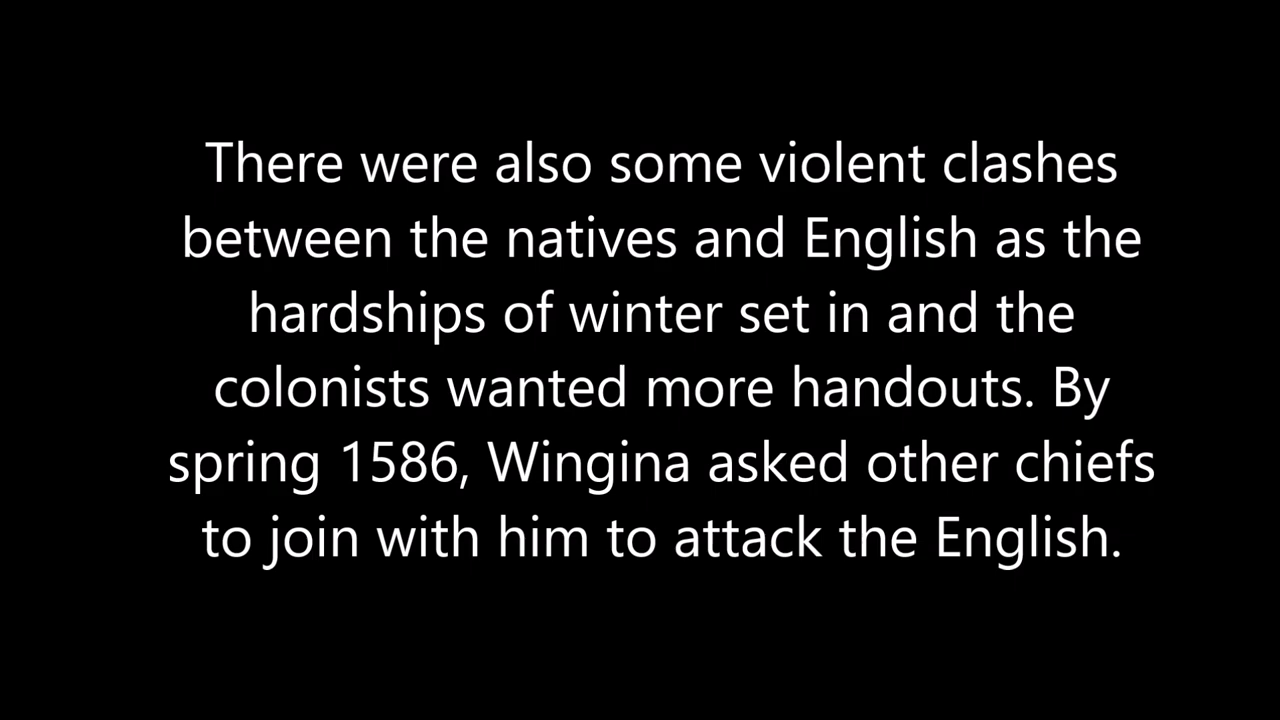 There were also some violent clashes
between the natives and English as the
hardships of winter set in and the
colonists wanted more handouts. By
spring 1586, Wingina asked other chiefs
to join with him to attack the English.